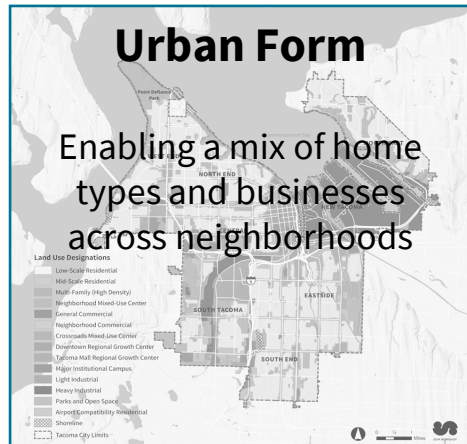 Urban Form
Point Defiance
Park
Enabling a mix of home
NORTH END
types and businesses
NEW TACOMA
across neighborhoods
Land Use Designations
Low-Scale Residential
Mid-Scale Residential
Multi-Family (High Density)
Neighborhood Mixed-Use Center
General Commercial
Neighborhood Commercial
Crossroads Mixed-Use Center
Downtown Regional Growth Center
Tacoma Mall Regional Growth Center
Major Institutional Campus
Light Industrial
Heavy Industrial
Parks and Open Space
Airport Compatibility Residential
Shoreline
Tacoma City Limits
EASTSIDE
SOUTH TACOMA
SOUTH END
Miles